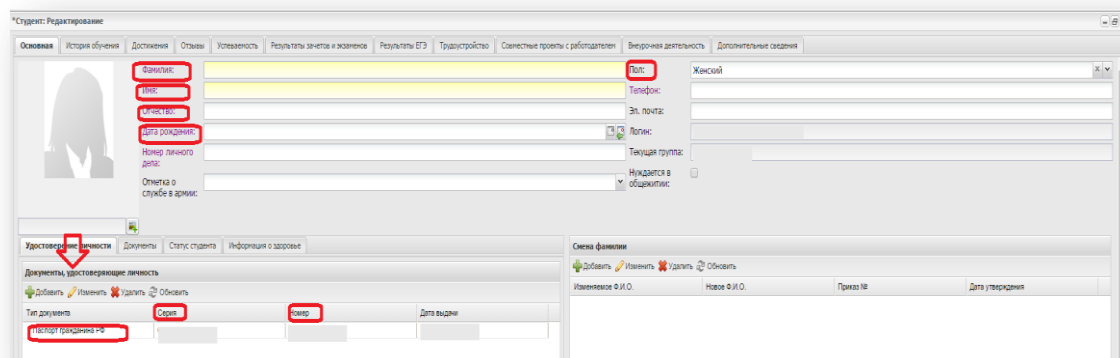 *Студент: Редактирование
Основная История обучения Достижения Отзывы Успеваемость Результаты зачетов и экзаменов Результаты ЕГЭ Трудоустройство Совместные проекты с работодателем Внеурочная деятельность Дополнительные сведения
Фамилия: Пол: Женский
Имя: Телефон:
Отчество: Эл. почта:
Дата рождения: Логин:
Номер личного дела: Текущая группа:
Отметка о службе в армии: Нуждается в общежитии:
Удостоверение личности Документы Статус студента Информация о здоровье Смена фамилии
Документы, удостоверяющие личность Добавить Изменить Удалить Обновить
Добавить Изменить Удалить Обновить Изменяемое Ф.И.О. Новое Ф.И.О. Приказ № Дата утверждения
Тип документа Серия Номер Дата выдачи
Паспорт гражданина РФ